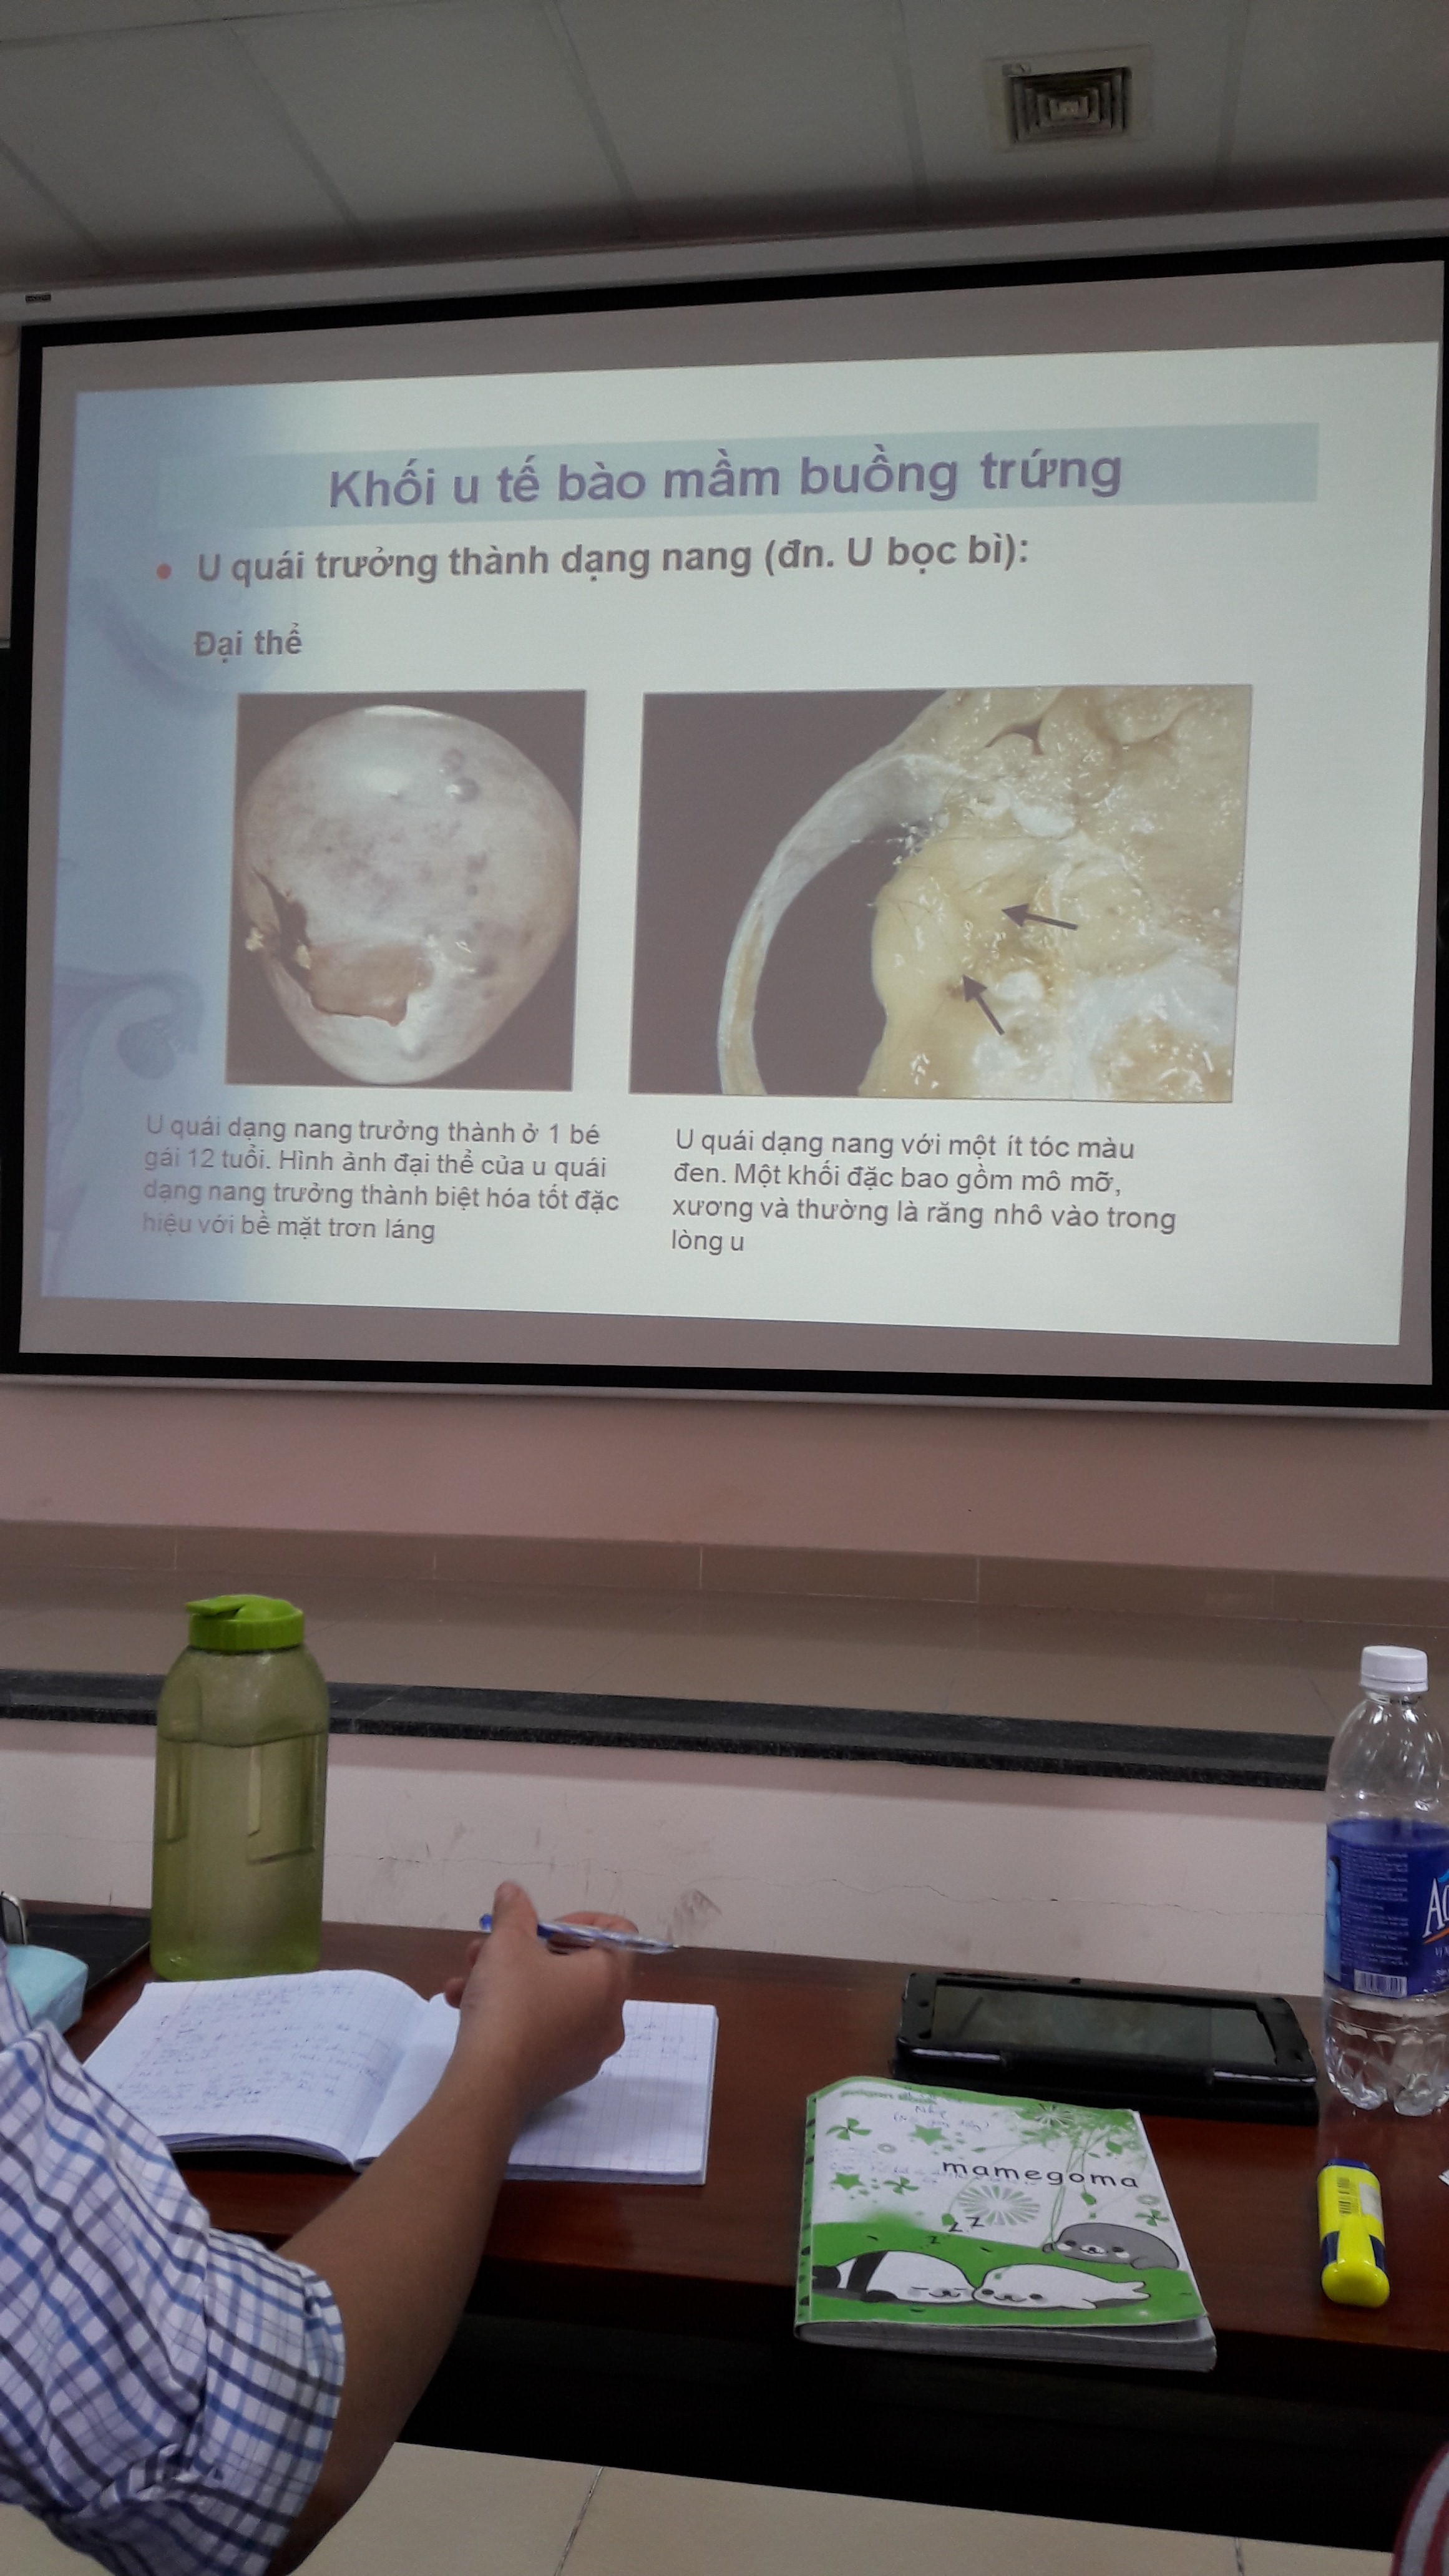 Khối u tế bào mầm buồng trứng
• U quái trưởng thành dạng nang (đn. U bọc bì):
Đại thể
U quái dạng nang trưởng thành ở 1 bé
gái 12 tuổi. Hình ảnh đại thể của u quái
dạng nang trưởng thành biệt hóa tốt đặc
hiệu với bề mặt trơn láng
U quái dạng nang với một ít tóc màu
đen. Một khối đặc bao gồm mô mỡ,
xương và thường là răng nhô vào trong
lòng u
mamegoma
z z z